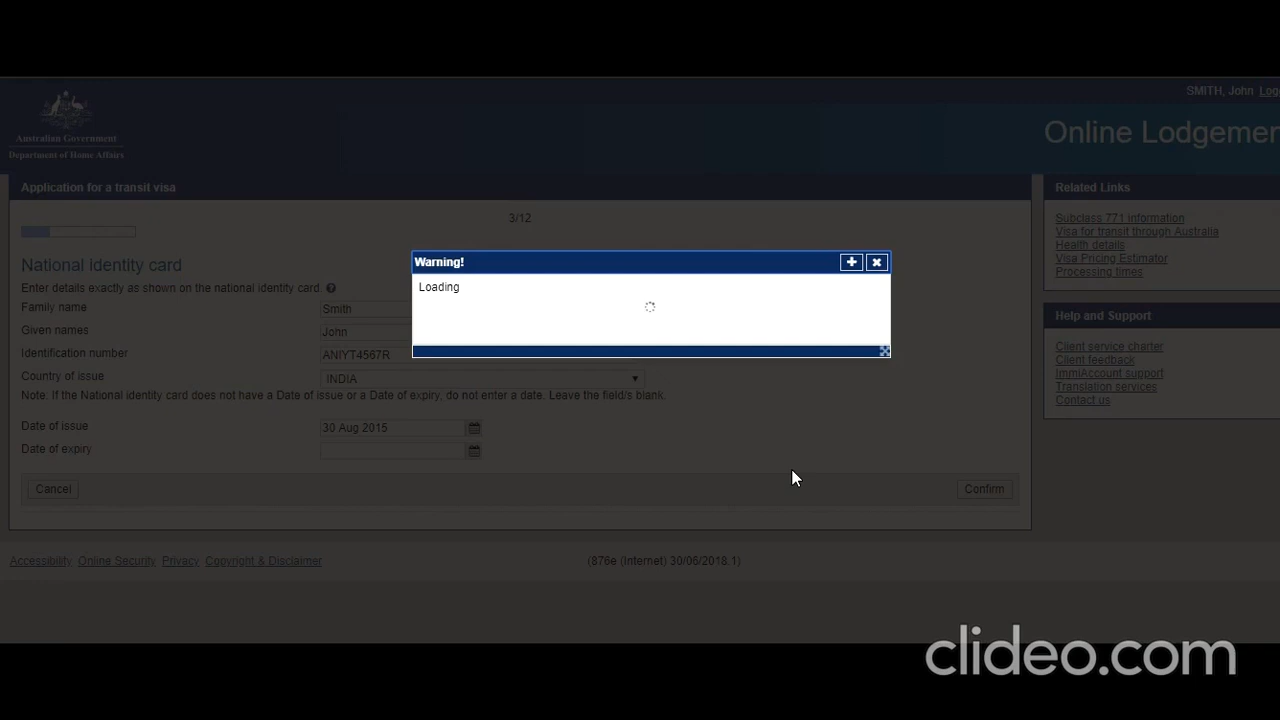 SMITH, John Log
Australian Government
Department of Home Affairs
Online Lodgemen
Application for a transit visa
3/12
National identity card
Enter details exactly as shown on the national identity card.
Family name Smith
Given names John
Identification number ANIYT4567R
Country of issue INDIA
Note: If the National identity card does not have a Date of issue or a Date of expiry, do not enter a date. Leave the field/s blank.
Date of issue 30 Aug 2015
Date of expiry
Cancel Confirm
Warning!
Loading
Related Links
Subclass 771 information
Visa for transit through Australia
Health details
Visa Pricing Estimator
Processing times
Help and Support
Client service charter
Client feedback
ImmiAccount support
Translation services
Contact us
Accessibility Online Security Privacy Copyright & Disclaimer (876e (Internet) 30/06/2018.1)
clideo.com